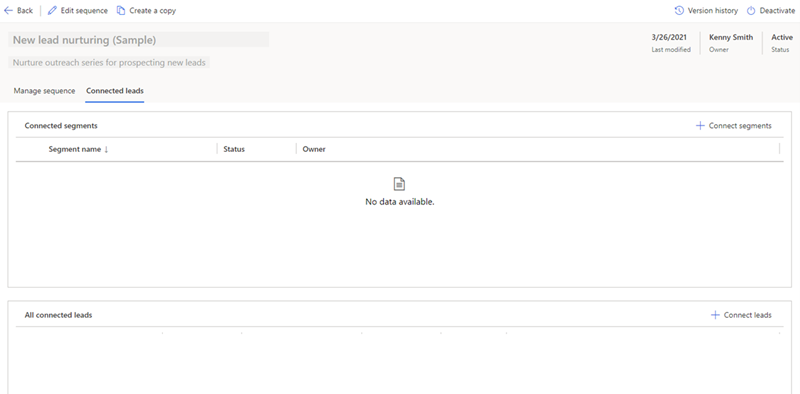 Back Edit sequence Create a copy Version history Deactivate
New lead nurturing (Sample)
Nurture outreach series for prospecting new leads
3/26/2021 Kenny Smith Active
Last modified Owner Status
Manage sequence Connected leads
Connected segments Connect segments
Segment name ↓ Status Owner
No data available.
All connected leads Connect leads